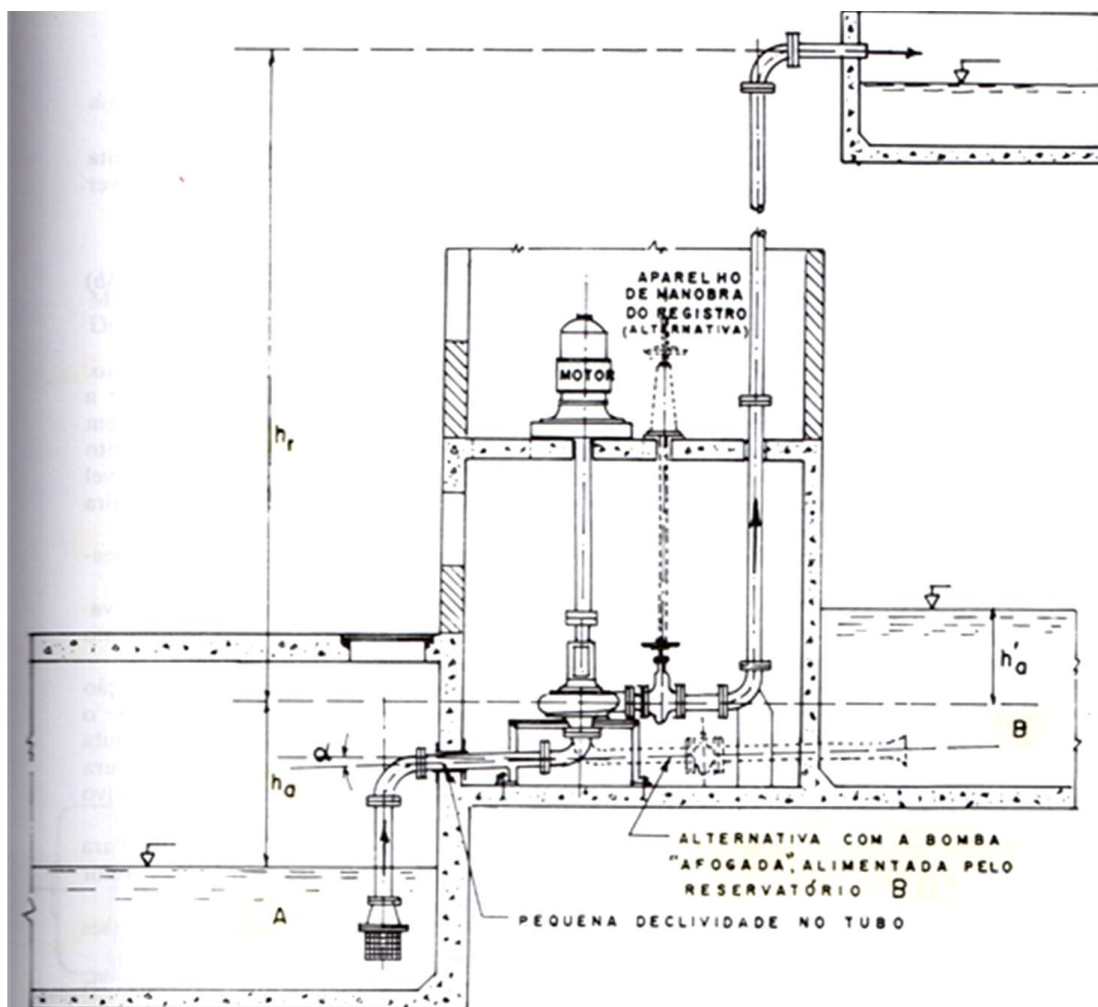 APARELHO
DE MANOBRA
DO REGISTRO
(ALTERNATIVA)
MOTOR
hr
h'a
B
α
ha
A
ALTERNATIVA COM A BOMBA
"AFOGADA", ALIMENTADA PELO
RESERVATÓRIO B
PEQUENA DECLIVIDADE NO TUBO